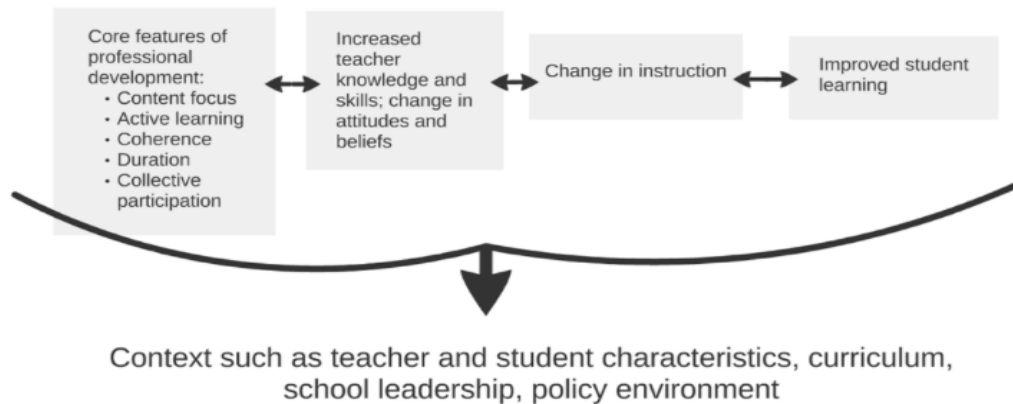 Core features of
professional
development:
• Content focus
• Active learning
• Coherence
• Duration
• Collective
participation
Increased
teacher
knowledge and
skills; change in
attitudes and
beliefs
Change in instruction
Improved student
learning
Context such as teacher and student characteristics, curriculum,
school leadership, policy environment